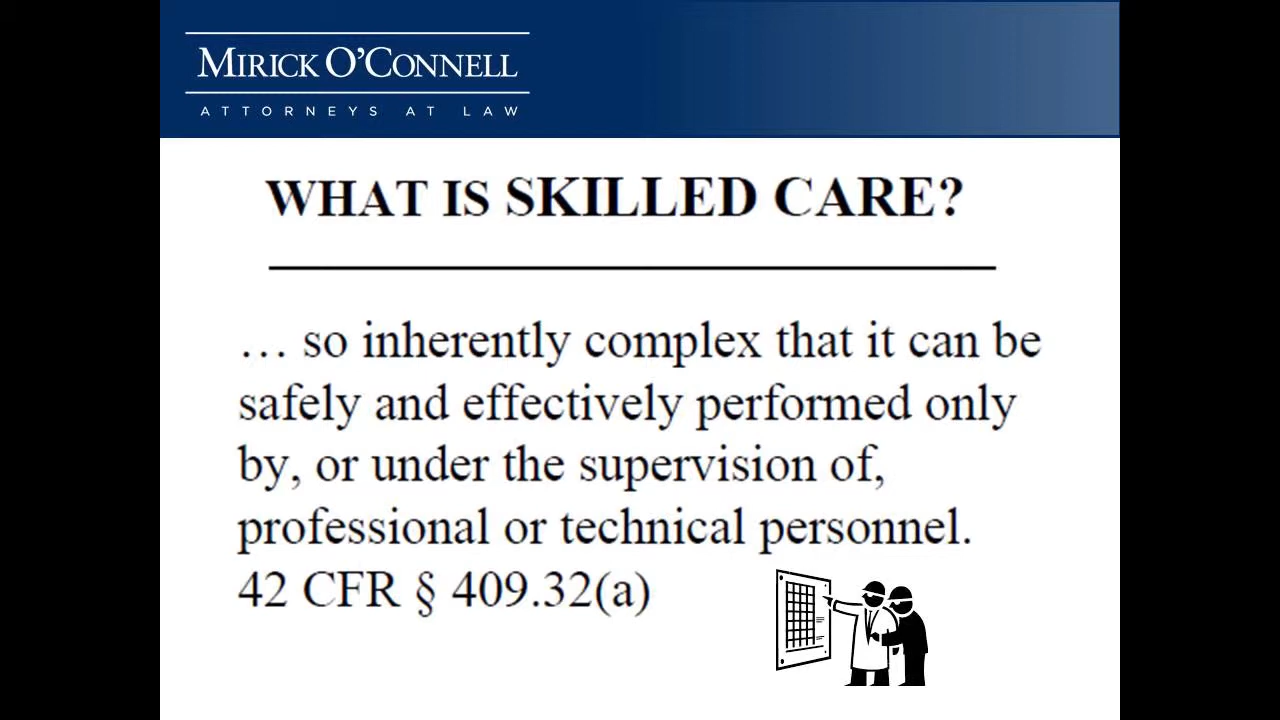 MIRICK O'CONNELL
ATTORNEYS AT LAW
WHAT IS SKILLED CARE?
… so inherently complex that it can be
safely and effectively performed only
by, or under the supervision of,
professional or technical personnel.
42 CFR § 409.32(a)